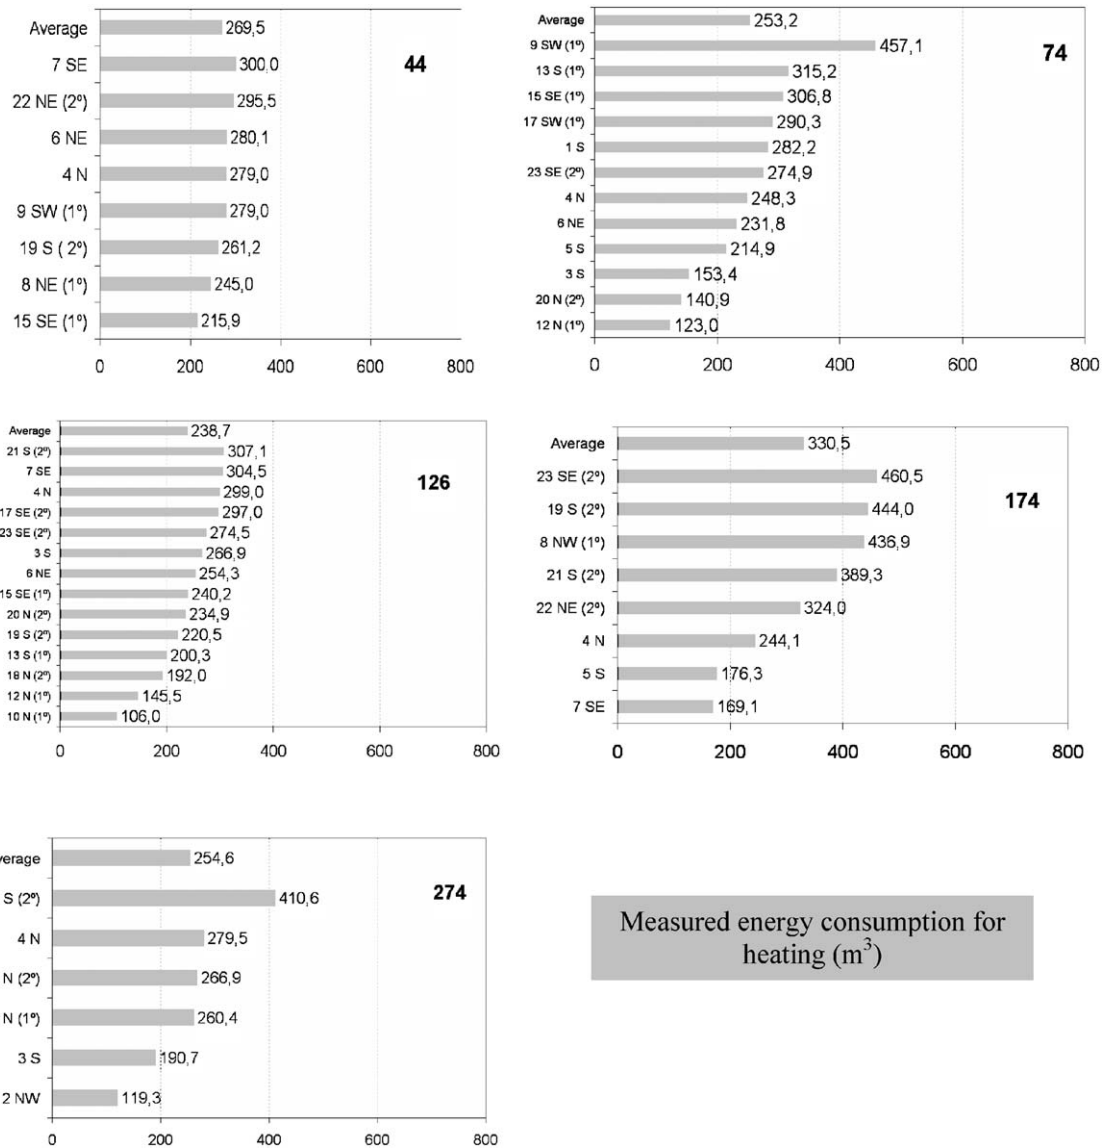 44
Average 269,5
7 SE 300,0
22 NE (2º) 295,5
6 NE 280,1
4 N 279,0
9 SW (1º) 279,0
19 S ( 2º) 261,2
8 NE (1º) 245,0
15 SE (1º) 215,9
0 200 400 600 800
74
Average 253,2
9 SW (1º) 457,1
13 S (1º) 315,2
15 SE (1º) 306,8
17 SW (1º) 290,3
1 S 282,2
23 SE (2º) 274,9
4 N 248,3
6 NE 231,8
5 S 214,9
3 S 153,4
20 N (2º) 140,9
12 N (1º) 123,0
0 200 400 600 800
126
Average 238,7
21 S (2º) 307,1
7 SE 304,5
4 N 299,0
17 SE (2º) 297,0
23 SE (2º) 274,5
3 S 266,9
6 NE 254,3
15 SE (1º) 240,2
20 N (2º) 234,9
19 S (2º) 220,5
13 S (1º) 200,3
18 N (2º) 192,0
12 N (1º) 145,5
10 N (1º) 106,0
0 200 400 600 800
174
Average 330,5
23 SE (2º) 460,5
19 S (2º) 444,0
8 NW (1º) 436,9
21 S (2º) 389,3
22 NE (2º) 324,0
4 N 244,1
5 S 176,3
7 SE 169,1
0 200 400 600 800
274
verage 254,6
S (2º) 410,6
4 N 279,5
N (2º) 266,9
N (1º) 260,4
3 S 190,7
2 NW 119,3
0 200 400 600 800
Measured energy consumption for
heating (m³)